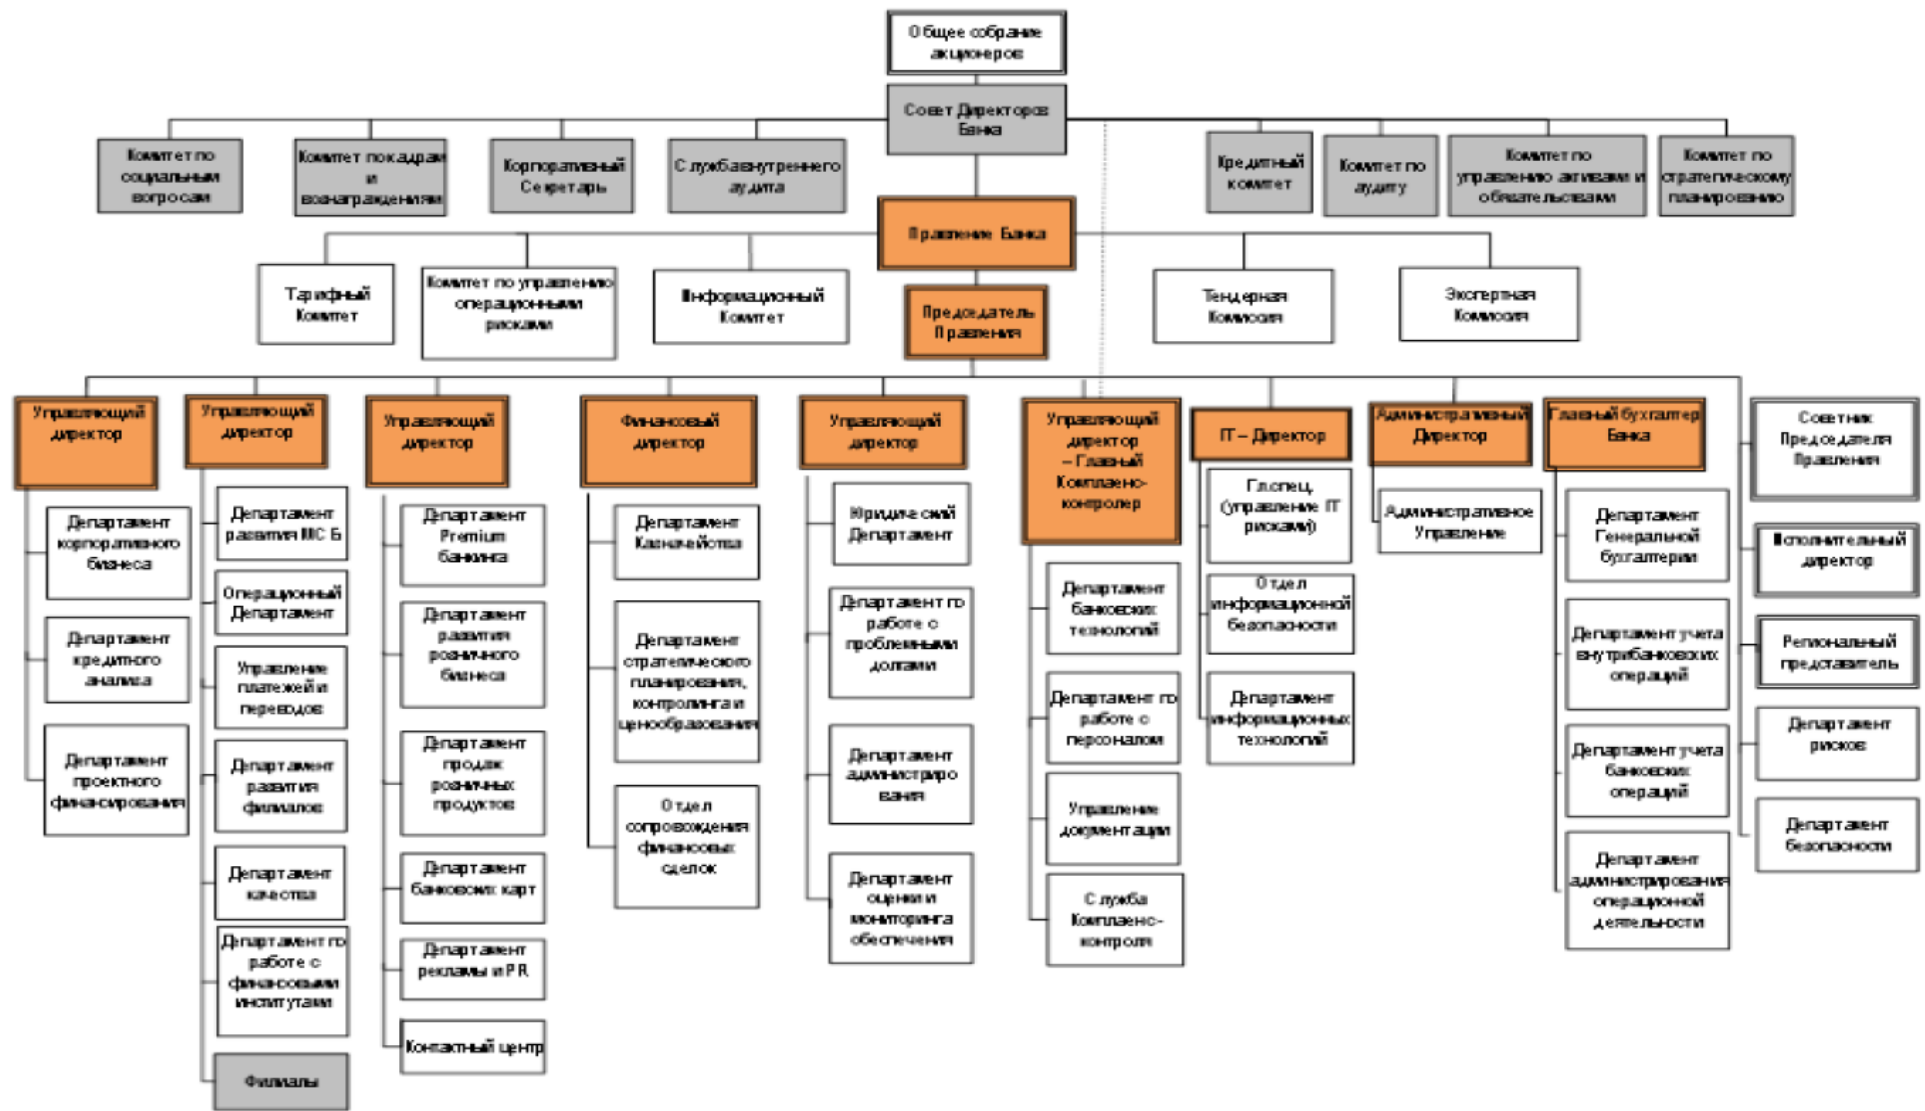 Общее собрание
акционеров
Совет Директоров
Банка
Комитет по
социальным
вопросам
Комитет по кадрам
и
вознаграждениям
Корпоративный
Секретарь
Служба внутреннего
аудита
Кредитный
комитет
Комитет по
аудиту
Комитет по
управлению активами и
обязательствами
Комитет по
стратегическому
планированию
Правление Банка
Тарифный
Комитет
Комитет по управлению
операционными
рисками
Информационный
Комитет
Председатель
Правления
Тендерная
Комиссия
Экспертная
Комиссия
Управляющий
директор
Департамент
корпоративного
бизнеса
Департамент
кредитного
анализа
Департамент
проектного
финансирования
Управляющий
директор
Департамент
развития МСБ
Операционный
Департамент
Управление
платежей и
переводов
Департамент
развития
филиалов
Департамент
качества
Департамент по
работе с
финансовыми
институтами
Филиалы
Управляющий
директор
Департамент
Premium
банкинга
Департамент
развития
розничного
бизнеса
Департамент
продаж
розничных
продуктов
Департамент
банковских карт
Департамент
рекламы и PR
Контактный центр
Финансовый
директор
Департамент
Казначейства
Департамент
стратегического
планирования,
контролинга и
ценообразования
Отдел
сопровождения
финансовых
сделок
Управляющий
директор
Юридический
Департамент
Департамент по
работе с
проблемными
долгами
Департамент
администриро
вания
Департамент
оценки и
мониторинга
обеспечения
Управляющий
директор
– Главный
Комплаенс-
контролер
Департамент
банковских
технологий
Департамент по
работе с
персоналом
Управление
документации
Служба
Комплаенс-
контроля
IT – Директор
Гл.спец.
(управление IT
рисками)
Отдел
информационной
безопасности
Департамент
информационных
технологий
Административный
Директор
Административное
Управление
Главный бухгалтер
Банка
Департамент
Генеральной
бухгалтерии
Департамент учета
внутрибанковских
операций
Департамент учета
банковских
операций
Департамент
администрирования
операционной
деятельности
Советник
Председателя
Правления
Исполнительный
директор
Региональный
представитель
Департамент
рисков
Департамент
безопасности